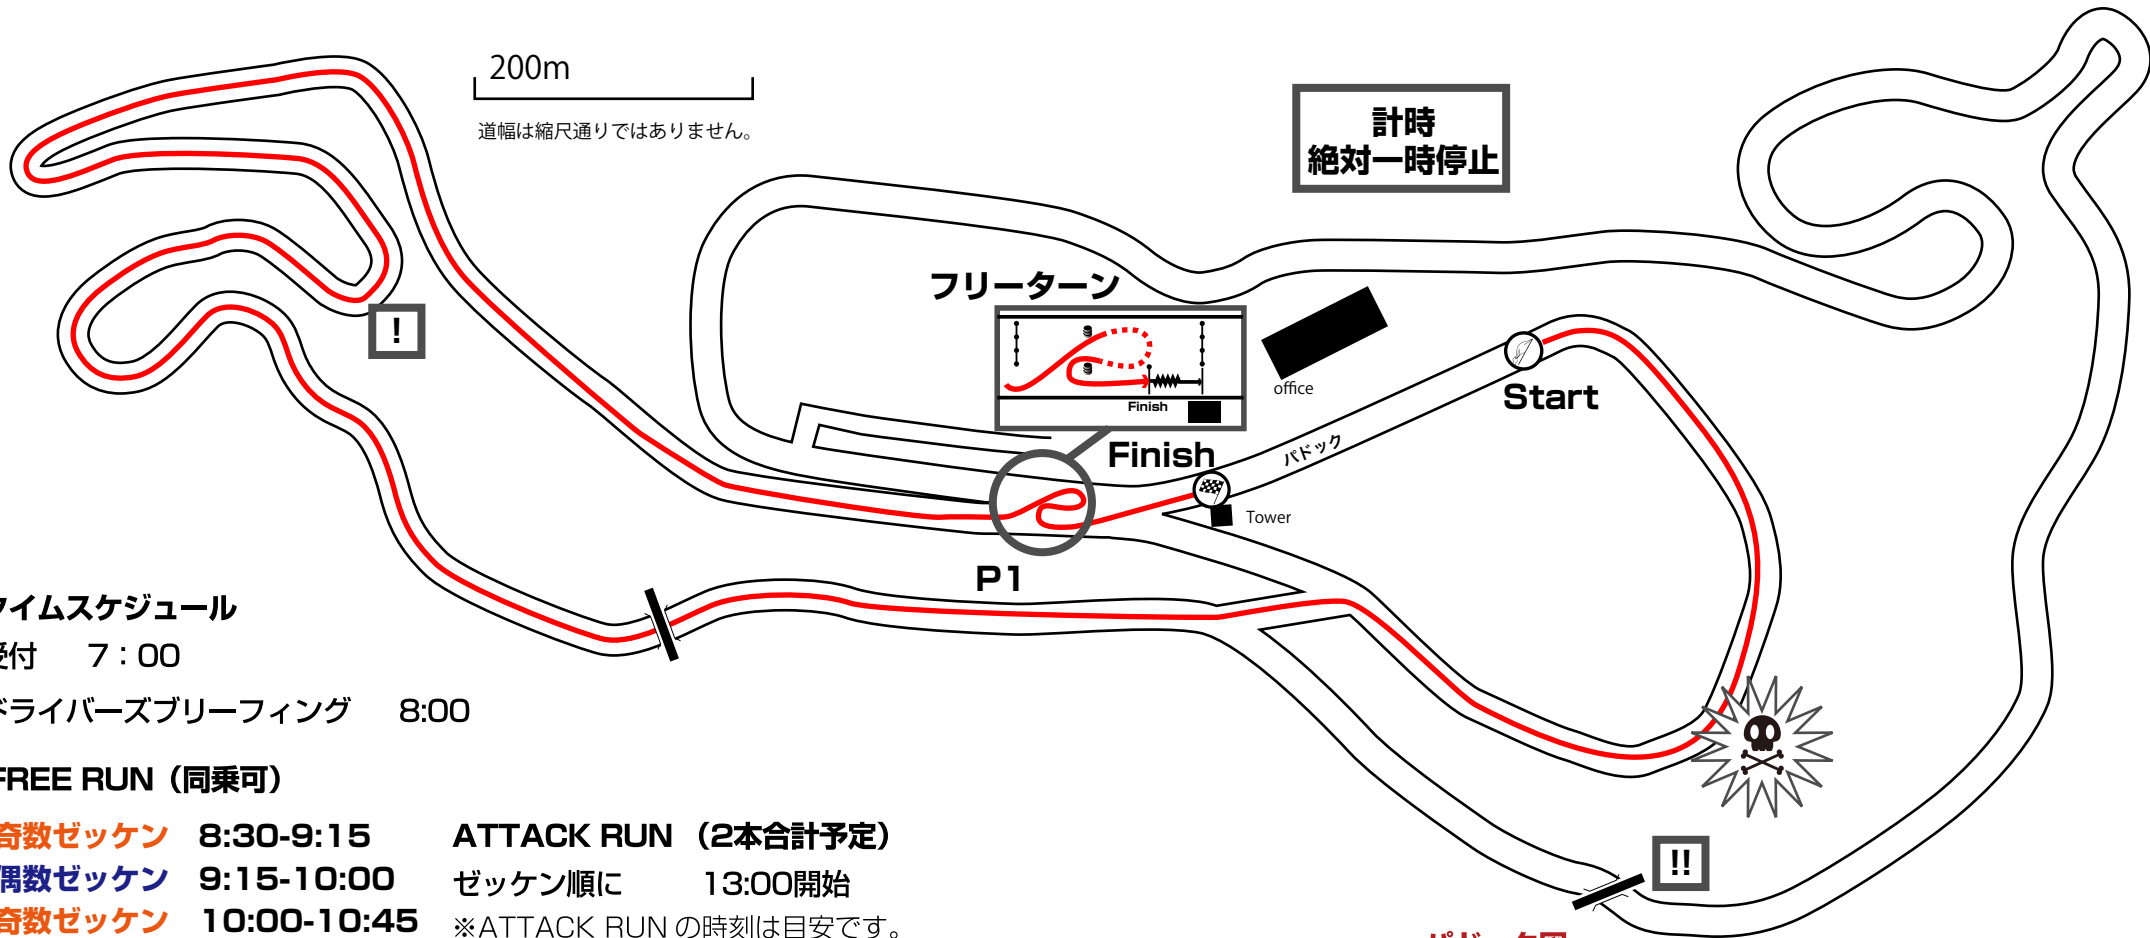 200m
道幅は縮尺通りではありません。
計時
絶対一時停止
フリーターン
Finish
office
Start
Finish
パドック
Tower
P1
!
!!
イムスケジュール
受付 7：00
ドライバーズブリーフィング 8:00
FREE RUN（同乗可）
奇数ゼッケン 8:30-9:15
偶数ゼッケン 9:15-10:00
奇数ゼッケン 10:00-10:45
ATTACK RUN （2本合計予定）
ゼッケン順に 13:00開始
※ATTACK RUN の時刻は目安です。